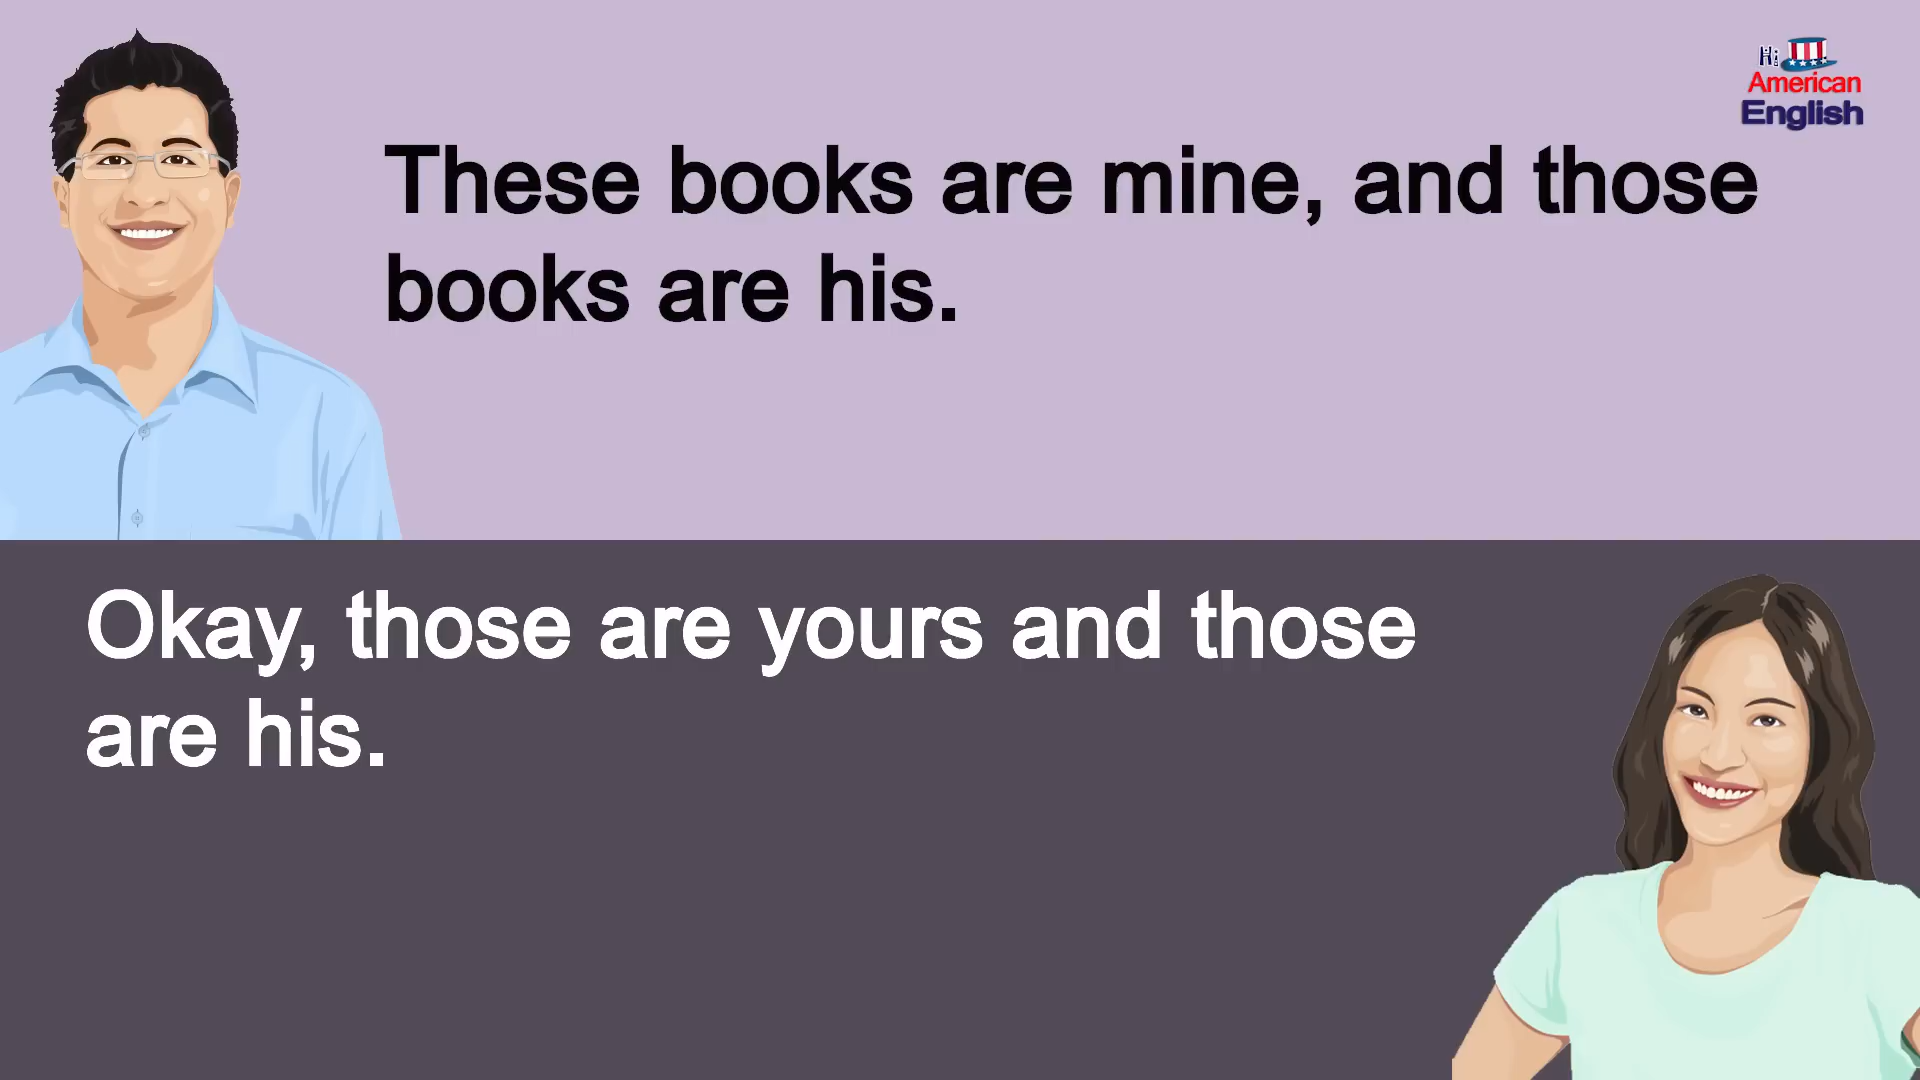 Hi
American
English
These books are mine, and those
books are his.
Okay, those are yours and those
are his.